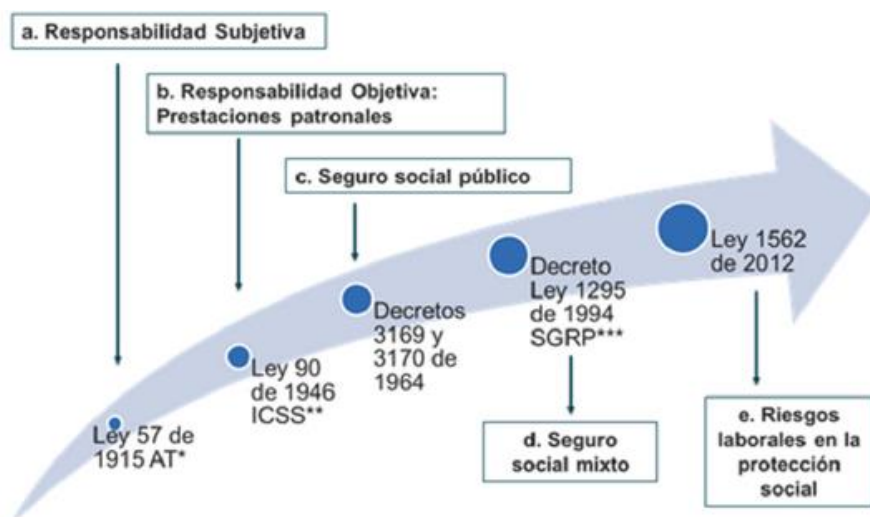 a. Responsabilidad Subjetiva
b. Responsabilidad Objetiva:
Prestaciones patronales
c. Seguro social público
Ley 57 de
1915 AT*
Ley 90
de 1946
ICSS**
Decretos
3169 y
3170 de
1964
Decreto
Ley 1295
de 1994
SGRP***
Ley 1562
de 2012
d. Seguro
social mixto
e. Riesgos
laborales en la
protección
social